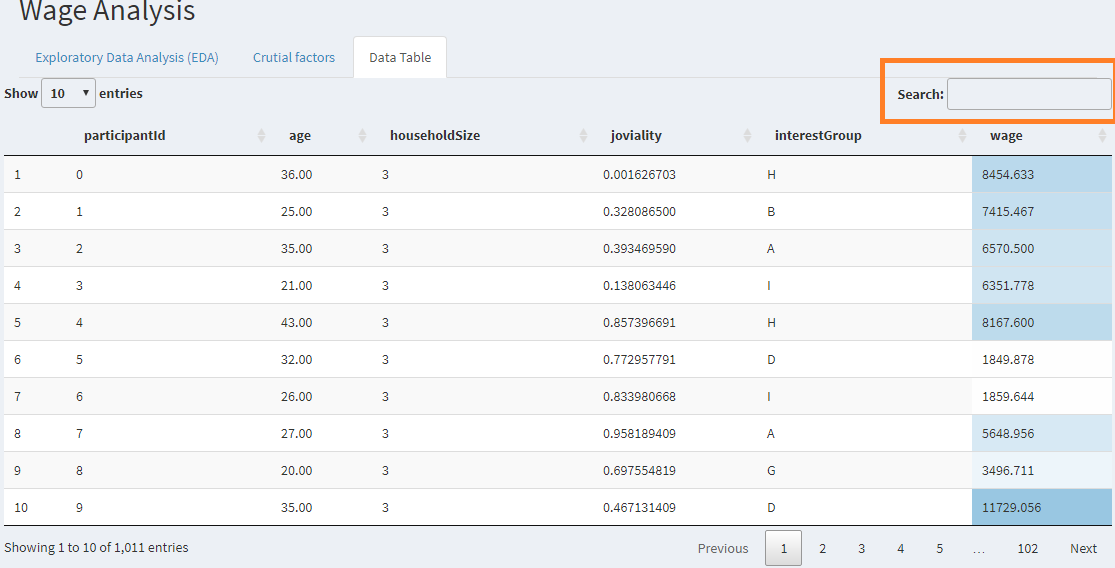 Wage Analysis
Exploratory Data Analysis (EDA) Crutial factors Data Table
Show 10 entries Search:
participantId age householdSize joviality interestGroup wage
1 0 36.00 3 0.001626703 H 8454.633
2 1 25.00 3 0.328086500 B 7415.467
3 2 35.00 3 0.393469590 A 6570.500
4 3 21.00 3 0.138063446 I 6351.778
5 4 43.00 3 0.857396691 H 8167.600
6 5 32.00 3 0.772957791 D 1849.878
7 6 26.00 3 0.833980668 I 1859.644
8 7 27.00 3 0.958189409 A 5648.956
9 8 20.00 3 0.697554819 G 3496.711
10 9 35.00 3 0.467131409 D 11729.056
Showing 1 to 10 of 1,011 entries Previous 1 2 3 4 5 … 102 Next